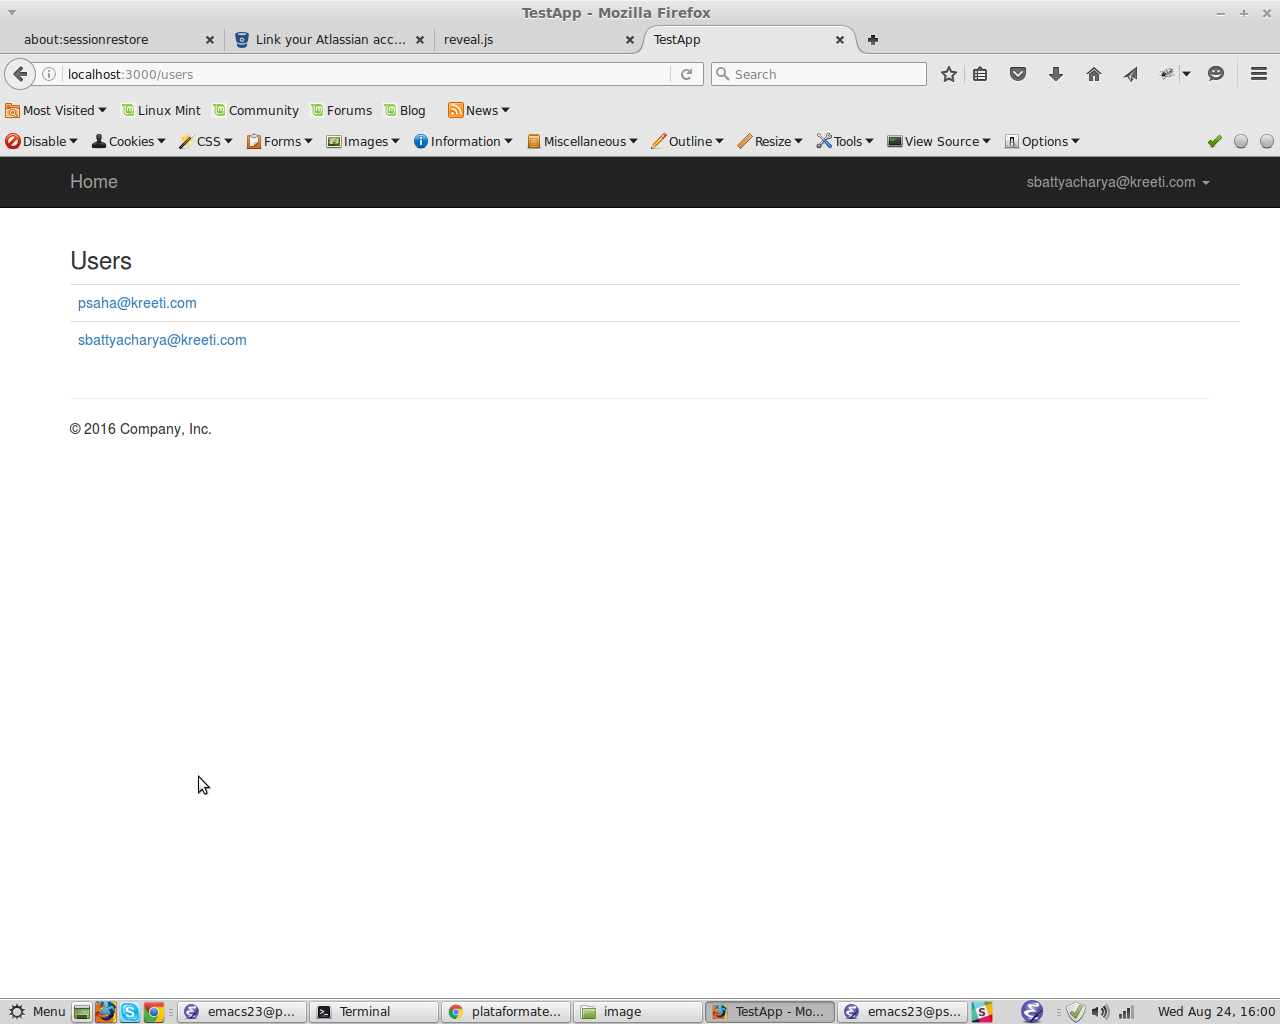 TestApp - Mozilla Firefox
about:sessionrestore
Link your Atlassian acc...
reveal.js
TestApp
localhost:3000/users
Search
Most Visited
Linux Mint
Community
Forums
Blog
News
Disable
Cookies
CSS
Forms
Images
Information
Miscellaneous
Outline
Resize
Tools
View Source
Options
Home
sbattyacharya@kreeti.com
Users
psaha@kreeti.com
sbattyacharya@kreeti.com
© 2016 Company, Inc.
Menu
emacs23@p...
Terminal
plataformate...
image
TestApp - Mo...
emacs23@ps...
Wed Aug 24, 16:00